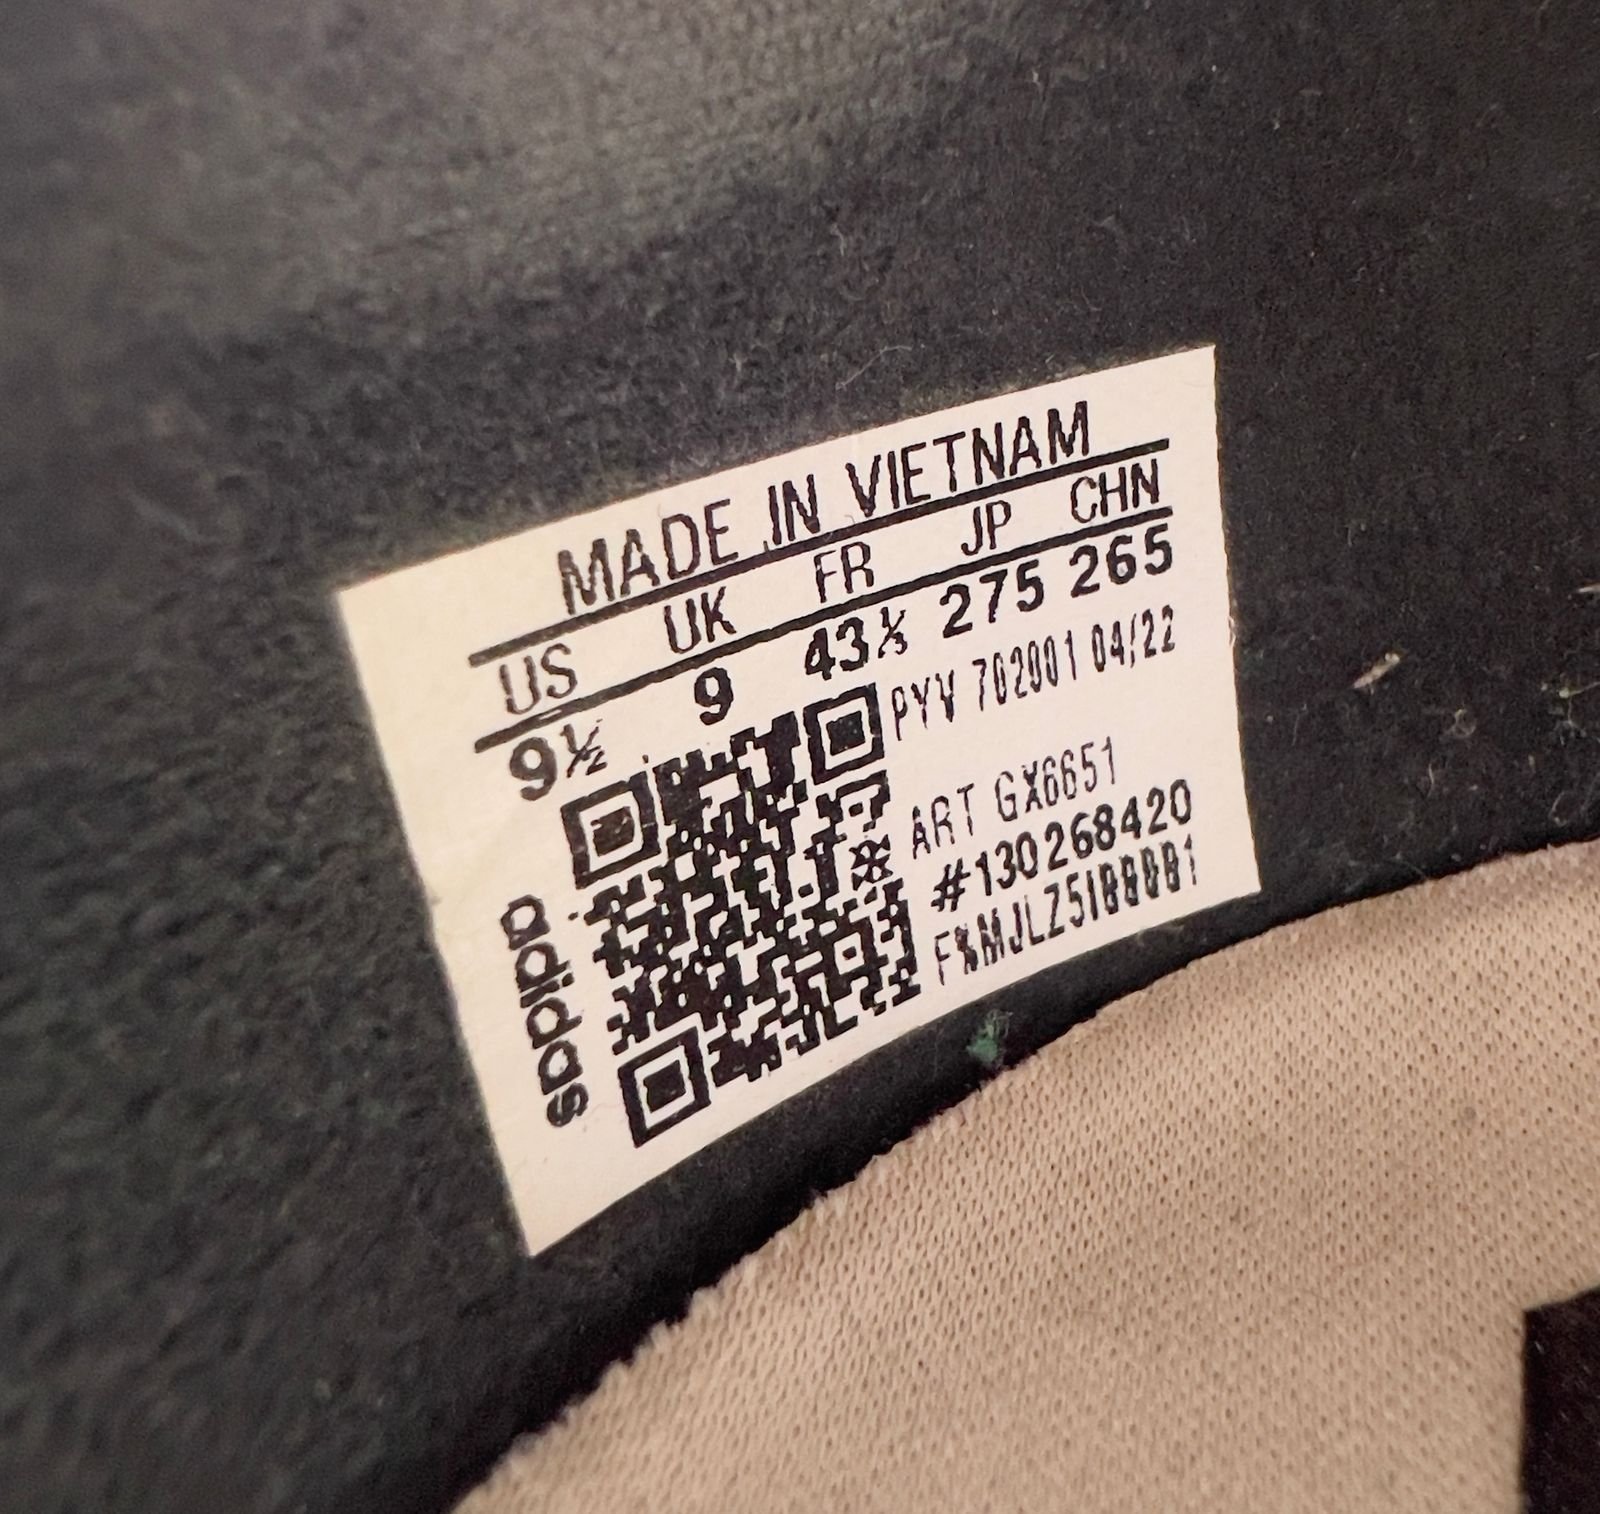 MADE IN VIETNAM
US UK FR JP CHN
9½ 9 43⅓ 275 265
PYV 702001 04/22
ART GX6651
#130268420
adidas